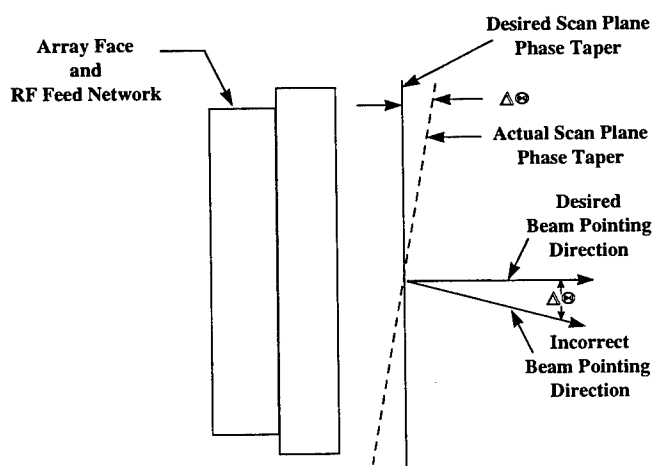 Array Face
and
RF Feed Network
Desired Scan Plane
Phase Taper
ΔΘ
Actual Scan Plane
Phase Taper
Desired
Beam Pointing
Direction
ΔΘ
Incorrect
Beam Pointing
Direction